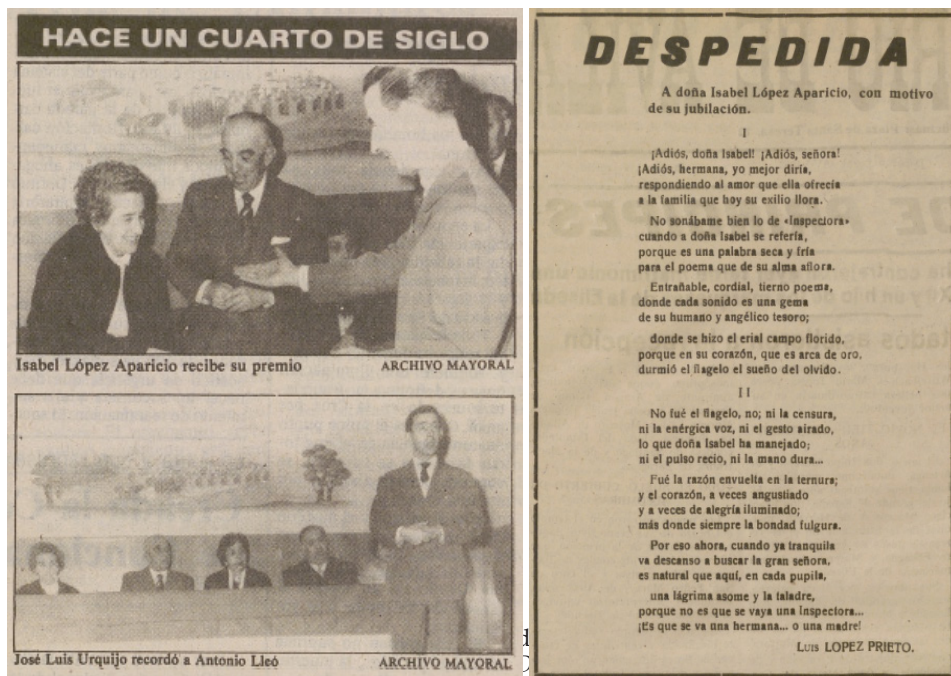 HACE UN CUARTO DE SIGLO
Isabel López Aparicio recibe su premio
ARCHIVO MAYORAL
José Luis Urquijo recordó a Antonio Lleó
ARCHIVO MAYORAL
DESPEDIDA
A doña Isabel López Aparicio, con motivo
de su jubilación.
I
¡Adiós, doña Isabel! ¡Adiós, señora!
¡Adiós, hermana, yo mejor diría,
respondiendo al amor que ella ofrecía
a la familia que hoy su exilio llora.
No sonábame bien lo de «Inspectora»
cuando a doña Isabel se refería,
porque es una palabra seca y fría
para el poema que de su alma aflora.
Entrañable, cordial, tierno poema,
donde cada sonido es una gema
de su humano y angélico tesoro;
donde se hizo el erial campo florido,
porque en su corazón, que es arca de oro,
durmió el flagelo el sueño del olvido.
II
No fué el flagelo, no; ni la censura,
ni la enérgica voz, ni el gesto airado,
lo que doña Isabel ha manejado;
ni el pulso recio, ni la mano dura...
Fué la razón envuelta en la ternura;
y el corazón, a veces angustiado
y a veces de alegría iluminado;
más donde siempre la bondad fulgura.
Por eso ahora, cuando ya tranquila
va descanso a buscar la gran señora,
es natural que aquí, en cada pupila,
una lágrima asome y la taladre,
porque no es que se vaya una Inspectora...
¡Es que se va una hermana... o una madre!
LUIS LOPEZ PRIETO.